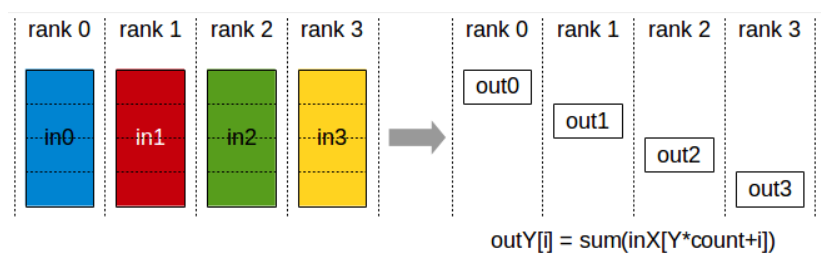 rank 0 rank 1 rank 2 rank 3 rank 0 rank 1 rank 2 rank 3
in0 in1 in2 in3
out0
out1
out2
out3
outY[i] = sum(inX[Y*count+i])